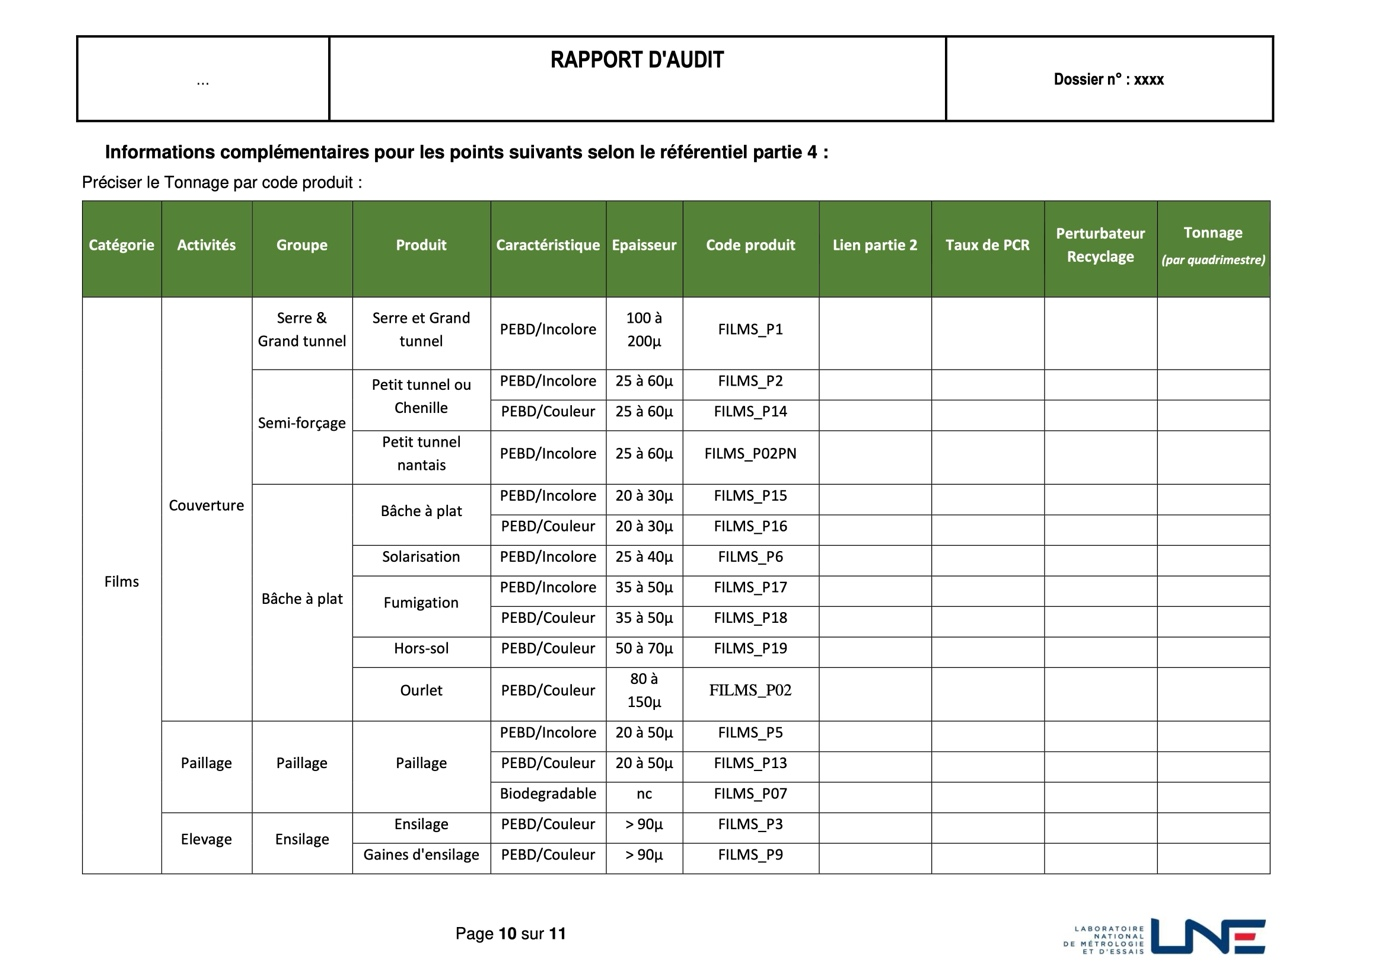 ...
RAPPORT D'AUDIT
Dossier n° : xxxx
Informations complémentaires pour les points suivants selon le référentiel partie 4 :
Préciser le Tonnage par code produit :
Catégorie Activités Groupe Produit Caractéristique Epaisseur Code produit Lien partie 2 Taux de PCR Perturbateur Recyclage Tonnage (par quadrimestre)
Films
Couverture
Serre & Grand tunnel Serre et Grand tunnel PEBD/Incolore 100 à 200µ FILMS_P1
Semi-forçage
Petit tunnel ou Chenille PEBD/Incolore 25 à 60µ FILMS_P2
PEBD/Couleur 25 à 60µ FILMS_P14
Petit tunnel nantais PEBD/Incolore 25 à 60µ FILMS_P02PN
Bâche à plat
Bâche à plat PEBD/Incolore 20 à 30µ FILMS_P15
PEBD/Couleur 20 à 30µ FILMS_P16
Solarisation PEBD/Incolore 25 à 40µ FILMS_P6
Fumigation PEBD/Incolore 35 à 50µ FILMS_P17
PEBD/Couleur 35 à 50µ FILMS_P18
Hors-sol PEBD/Couleur 50 à 70µ FILMS_P19
Ourlet PEBD/Couleur 80 à 150µ FILMS_P02
Paillage Paillage Paillage PEBD/Incolore 20 à 50µ FILMS_P5
PEBD/Couleur 20 à 50µ FILMS_P13
Biodegradable nc FILMS_P07
Elevage Ensilage Ensilage PEBD/Couleur > 90µ FILMS_P3
Gaines d'ensilage PEBD/Couleur > 90µ FILMS_P9
Page 10 sur 11
LABORATOIRE
NATIONAL
DE MÉTROLOGIE
ET D'ESSAIS
LNE